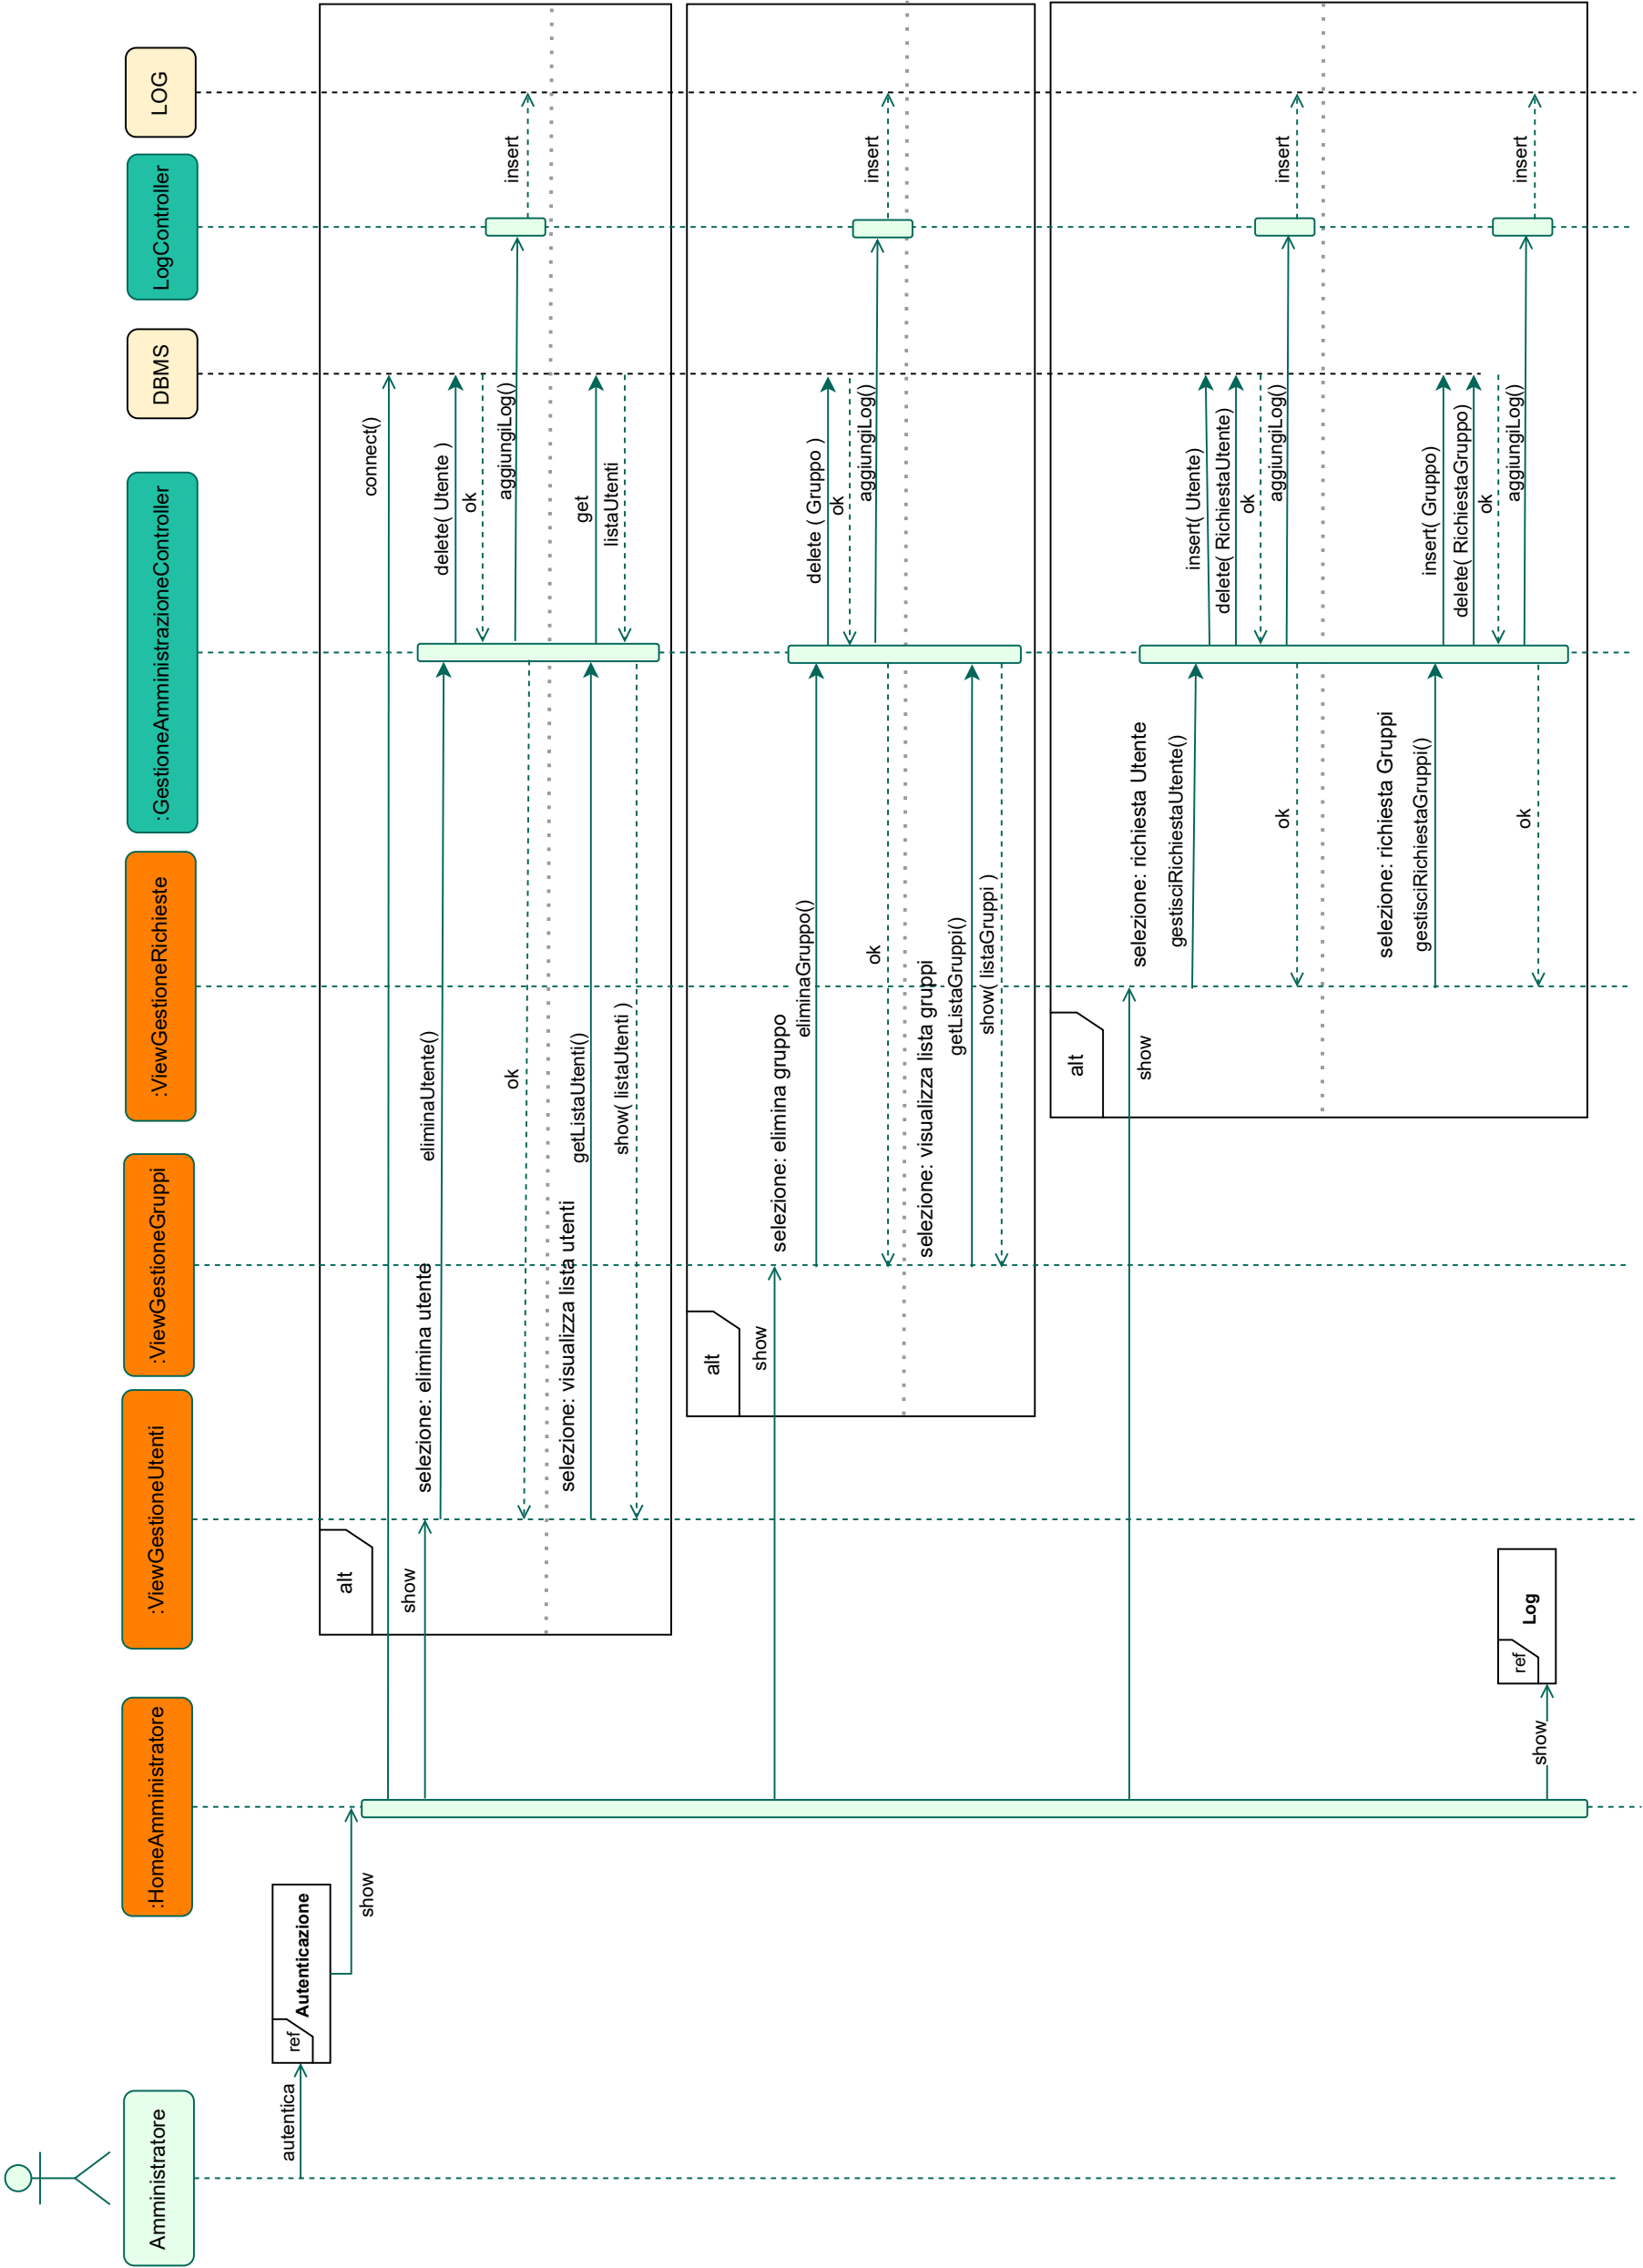 Amministratore
:HomeAmministratore
:ViewGestioneUtenti
:ViewGestioneGruppi
:ViewGestioneRichieste
:GestioneAmministrazioneController
DBMS
LogController
LOG
autentica
ref
Autenticazione
show
alt
connect()
show
selezione: elimina utente
eliminaUtente()
delete( Utente )
ok
aggiungiLog()
insert
ok
selezione: visualizza lista utenti
getListaUtenti()
get
listaUtenti
show( listaUtenti )
alt
show
selezione: elimina gruppo
eliminaGruppo()
delete ( Gruppo )
ok
aggiungiLog()
insert
ok
selezione: visualizza lista gruppi
getListaGruppi()
show( listaGruppi )
alt
show
selezione: richiesta Utente
gestisciRichiestaUtente()
insert( Utente)
delete( RichiestaUtente)
ok
aggiungiLog()
insert
ok
selezione: richiesta Gruppi
gestisciRichiestaGruppi()
insert( Gruppo)
delete( RichiestaGruppo)
ok
aggiungiLog()
insert
ok
ref
Log
show